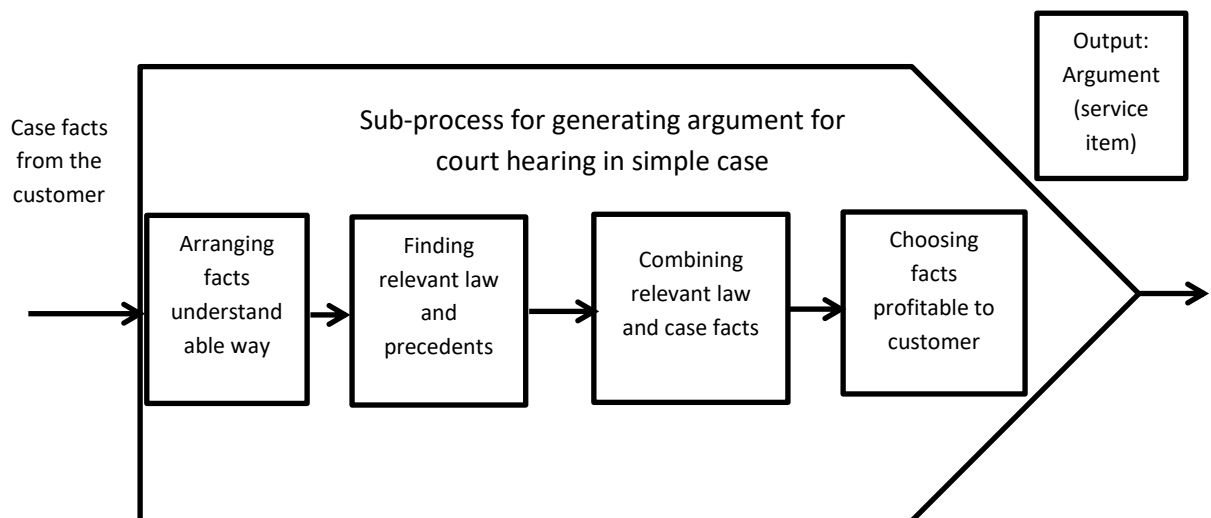 Case facts
from the
customer
Sub-process for generating argument for
court hearing in simple case
Output:
Argument
(service
item)
Arranging
facts
understand
able way
Finding
relevant law
and
precedents
Combining
relevant law
and case facts
Choosing
facts
profitable to
customer